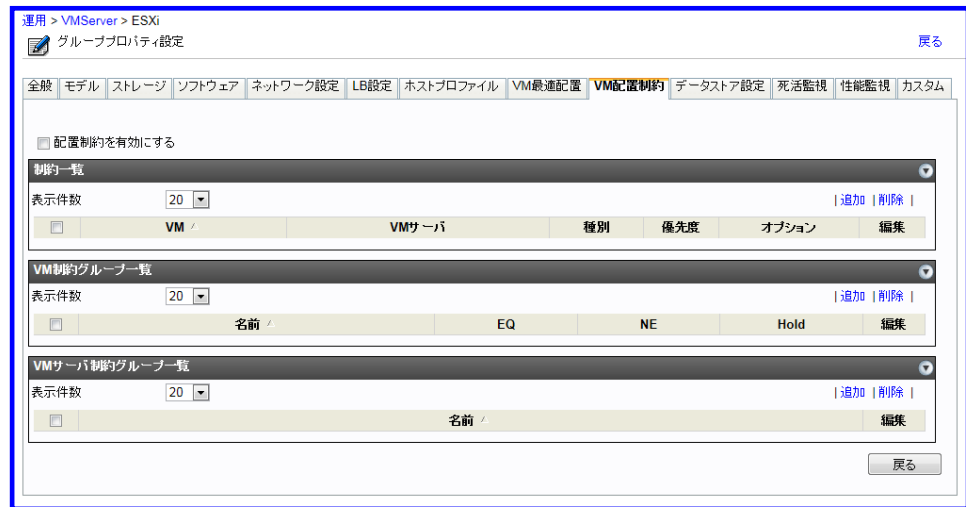 運用 > VMServer > ESXi
グループプロパティ設定 戻る
全般 モデル ストレージ ソフトウェア ネットワーク設定 LB設定 ホストプロファイル VM最適配置 VM配置制約 データストア設定 死活監視 性能監視 カスタム
配置制約を有効にする
制約一覧
表示件数 20 | 追加 | 削除 |
VM VMサーバ 種別 優先度 オプション 編集
VM制約グループ一覧
表示件数 20 | 追加 | 削除 |
名前 EQ NE Hold 編集
VMサーバ制約グループ一覧
表示件数 20 | 追加 | 削除 |
名前 編集
戻る